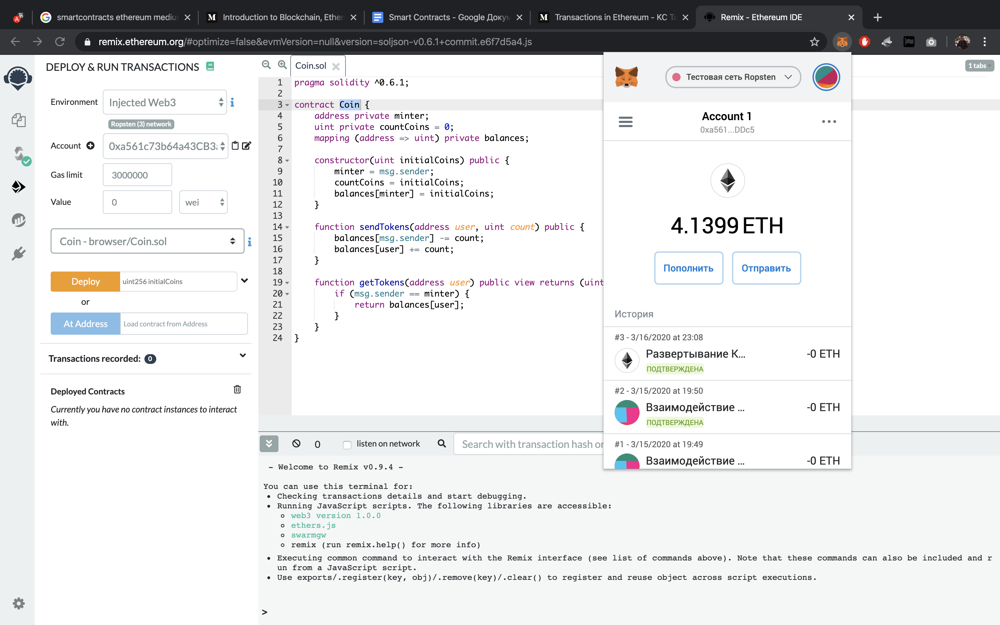 smartcontracts ethereum mediu
Introduction to Blockchain, Ether
Smart Contracts - Google Докум
Transactions in Ethereum - KC Ta
Remix - Ethereum IDE
remix.ethereum.org/#optimize=false&evmVersion=null&version=soljson-v0.6.1+commit.e6f7d5a4.js
DEPLOY & RUN TRANSACTIONS
Environment
Injected Web3
Ropsten (3) network
Account
0xa561c73b64a43CB3
Gas limit
3000000
Value
0
wei
Coin - browser/Coin.sol
Deploy
uint256 initialCoins
or
At Address
Load contract from Address
Transactions recorded: 0
Deployed Contracts
Currently you have no contract instances to interact
with.
Coin.sol
1 tabs
1 pragma solidity ^0.6.1;
2
3 contract Coin {
4 address private minter;
5 uint private countCoins = 0;
6 mapping (address => uint) private balances;
7
8 constructor(uint initialCoins) public {
9 minter = msg.sender;
10 countCoins = initialCoins;
11 balances[minter] = initialCoins;
12 }
13
14 function sendTokens(address user, uint count) public {
15 balances[msg.sender] -= count;
16 balances[user] += count;
17 }
18
19 function getTokens(address user) public view returns (uint
20 if (msg.sender == minter) {
21 return balances[user];
22 }
23 }
24 }
Тестовая сеть Ropsten
Account 1
0xa561...DDc5
4.1399 ETH
Пополнить
Отправить
История
#3 - 3/16/2020 at 23:08
Развертывание К...
-0 ETH
ПОДТВЕРЖДЕНА
#2 - 3/15/2020 at 19:50
Взаимодействие ...
-0 ETH
ПОДТВЕРЖДЕНА
#1 - 3/15/2020 at 19:49
Взаимодействие ...
-0 ETH
0
listen on network
Search with transaction hash or
- Welcome to Remix v0.9.4 -
You can use this terminal for:
• Checking transactions details and start debugging.
• Running JavaScript scripts. The following libraries are accessible:
o web3 version 1.0.0
o ethers.js
o swarmgw
o remix (run remix.help() for more info)
• Executing common command to interact with the Remix interface (see list of commands above). Note that these commands can also be included and r
un from a JavaScript script.
• Use exports/.register(key, obj)/.remove(key)/.clear() to register and reuse object across script executions.
>